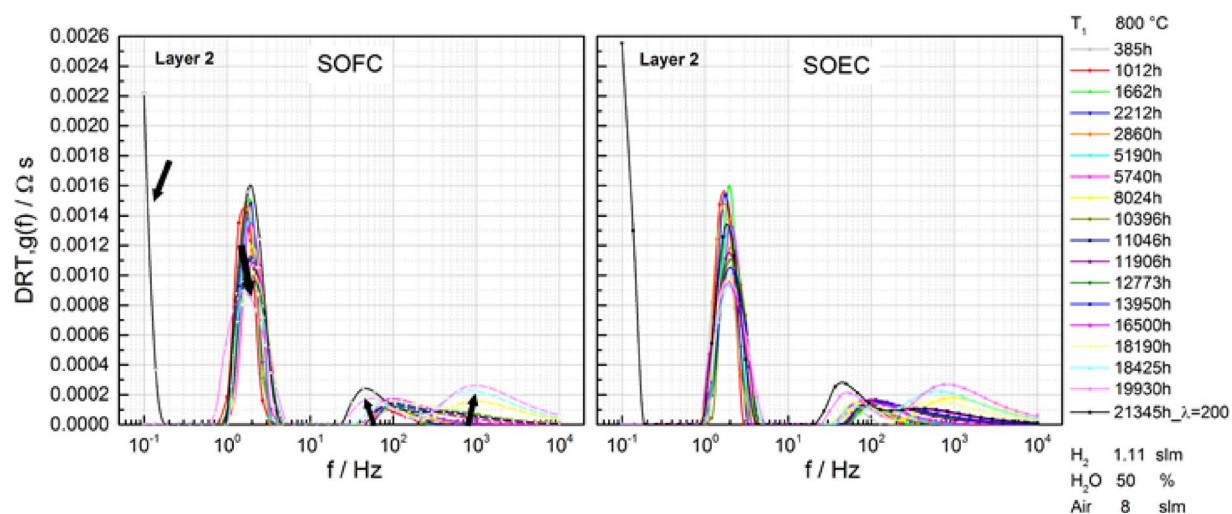 Layer 2
SOFC
Layer 2
SOEC
DRT,g(f) / Ω s
0.0026
0.0024
0.0022
0.0020
0.0018
0.0016
0.0014
0.0012
0.0010
0.0008
0.0006
0.0004
0.0002
0.0000
10⁻¹ 10⁰ 10¹ 10² 10³ 10⁴
f / Hz
10⁻¹ 10⁰ 10¹ 10² 10³ 10⁴
f / Hz
T₁ 800 °C
385h
1012h
1662h
2212h
2860h
5190h
5740h
8024h
10396h
11046h
11906h
12773h
13950h
16500h
18190h
18425h
19930h
21345h_λ=200
H₂ 1.11 slm
H₂O 50 %
Air 8 slm